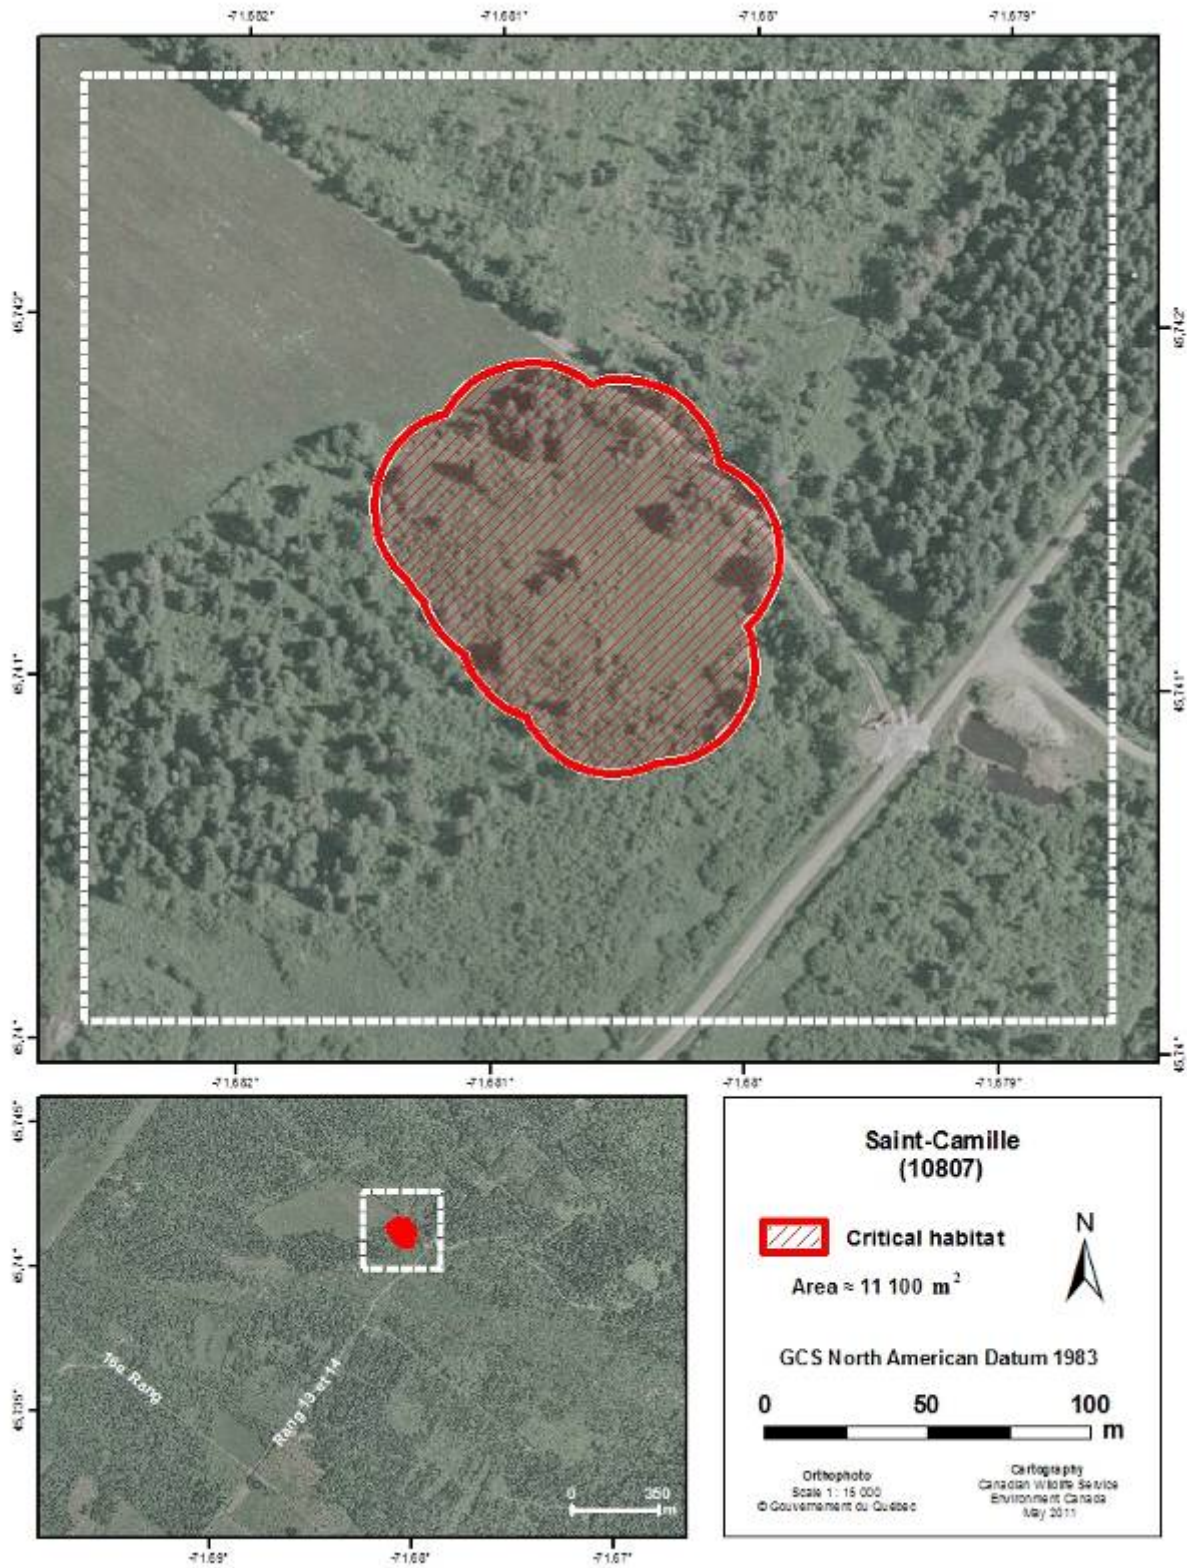 -71,682°
-71,681°
-71,68°
-71,679°
45,742°
45,742°
45,741°
45,741°
45,74°
45,74°
-71,682°
-71,681°
-71,68°
-71,679°
45,745°
45,74°
45,735°
16e Rang
Rang 13 et 14
0 350
m
-71,69°
-71,68°
-71,67°
Saint-Camille
(10807)
Critical habitat
N
Area ≈ 11 100 m²
GCS North American Datum 1983
0 50 100
m
Orthophoto
Scale 1 : 15 000
© Gouvernement du Québec
Cartography
Canadian Wildlife Service
Environment Canada
May 2011